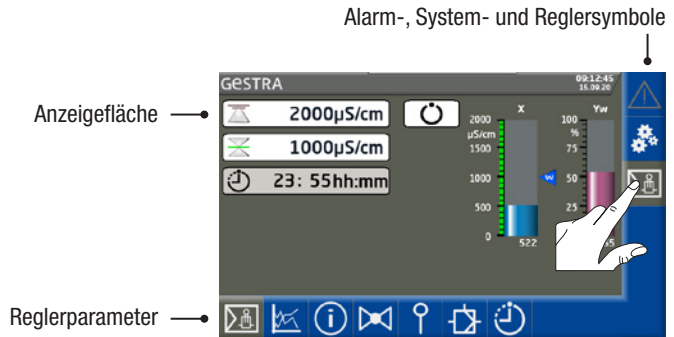 Alarm-, System- und Reglersymbole
GESTRA
09:12:45
15.09.20
Anzeigefläche
2000µS/cm
1000µS/cm
23: 55hh:mm
X
2000
µS/cm
1500
1000
500
0
522
Yw
100
%
75
50
25
W
Reglerparameter